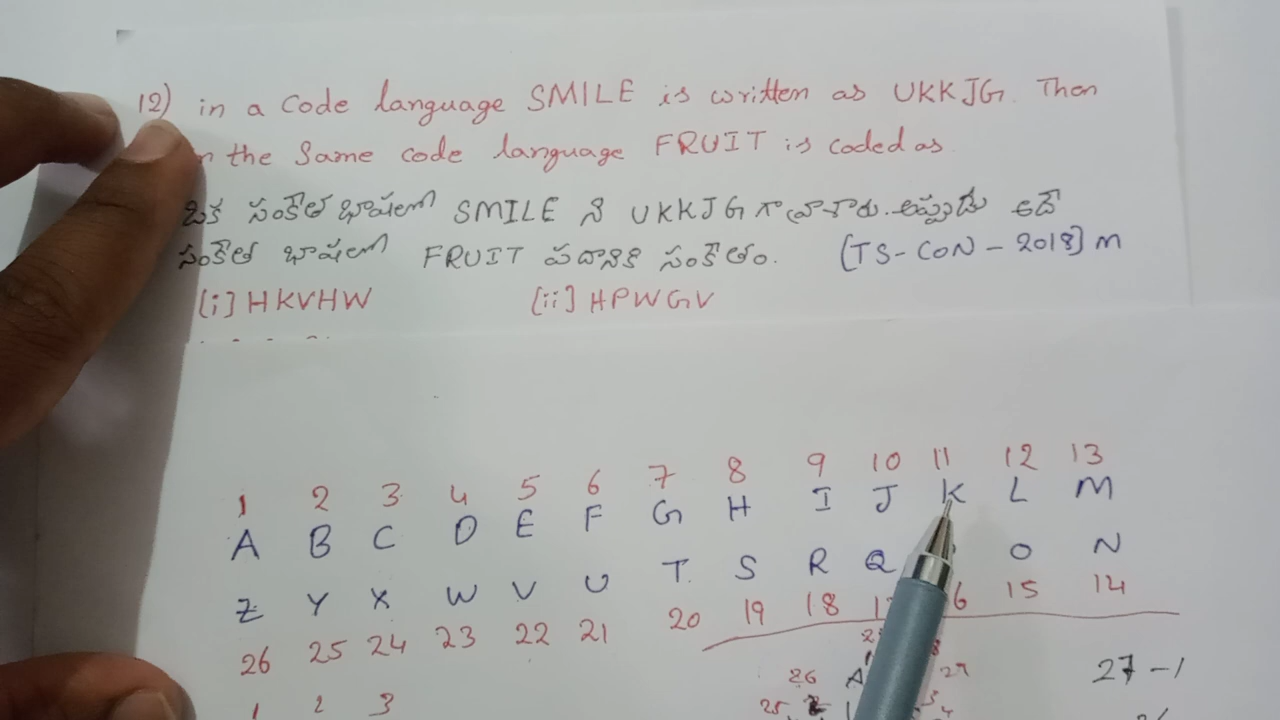 12) in a Code language SMILE is written as UKKJG. Then
the Same code language FRUIT is coded as
ఒక సంకేత భాషలో SMILE ని UKKJG గా వ్రాశారు. అప్పుడు అదే
సంకేత భాషలో FRUIT పదానికి సంకేతం. [TS-CON-2018] m
[i] HKVHW [ii] HPWGV
1 2 3 4 5 6 7 8 9 10 11 12 13
A B C D E F G H I J K L M
Z Y X W V U T S R Q O N
26 25 24 23 22 21 20 19 18 15 14
26 A 27 27-1
1 2 3 25